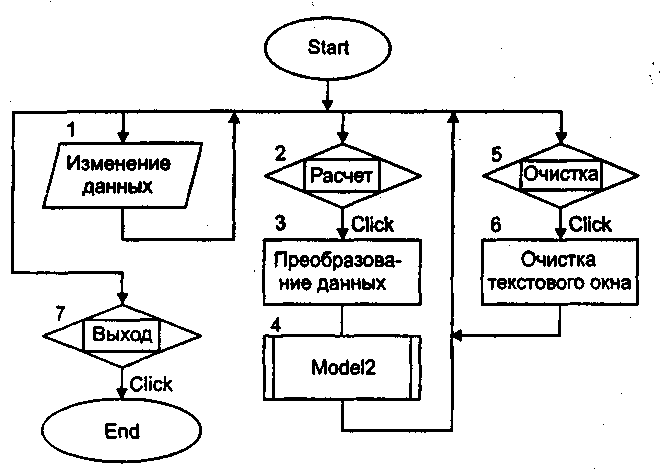 Start
1
Изменение
данных
2
Расчет
Click
3
Преобразова-
ние данных
4
Model2
5
Очистка
Click
6
Очистка
текстового окна
7
Выход
Click
End